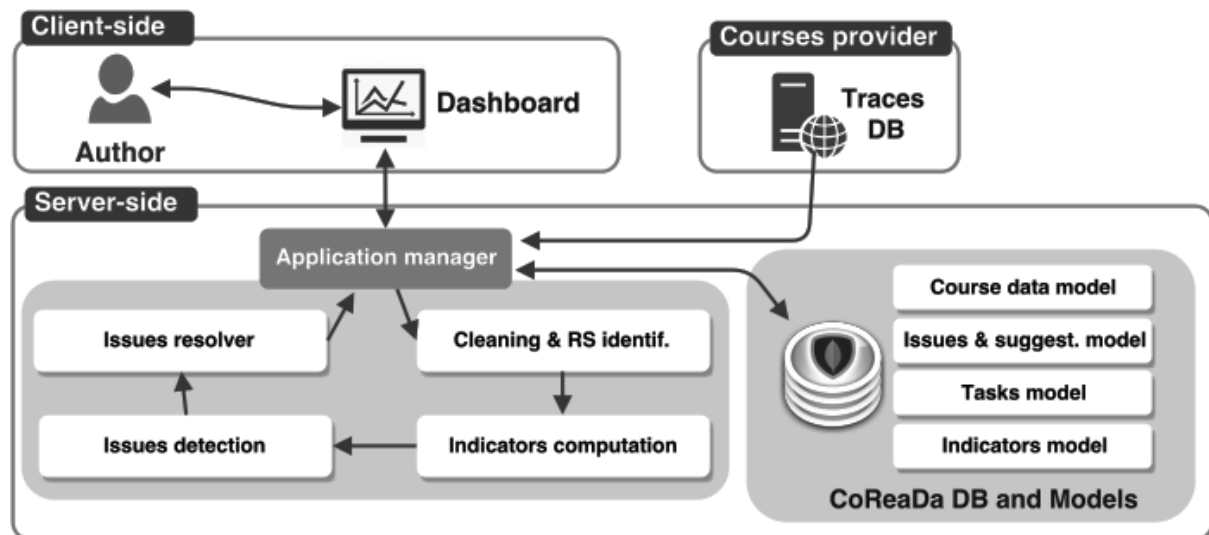 Client-side
Courses provider
Author
Dashboard
Traces
DB
Server-side
Application manager
Issues resolver
Cleaning & RS identif.
Issues detection
Indicators computation
Course data model
Issues & suggest. model
Tasks model
Indicators model
CoReaDa DB and Models